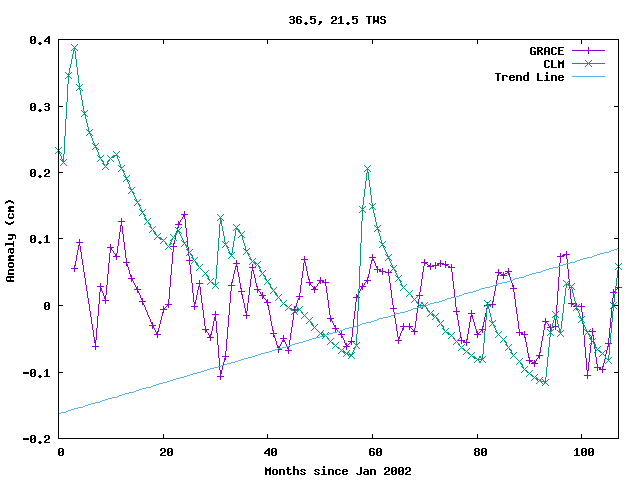 36.5, 21.5 TWS
GRACE
CLM
Trend Line
0.4
0.3
0.2
0.1
0
-0.1
-0.2
Anomaly (cm)
0 20 40 60 80 100
Months since Jan 2002